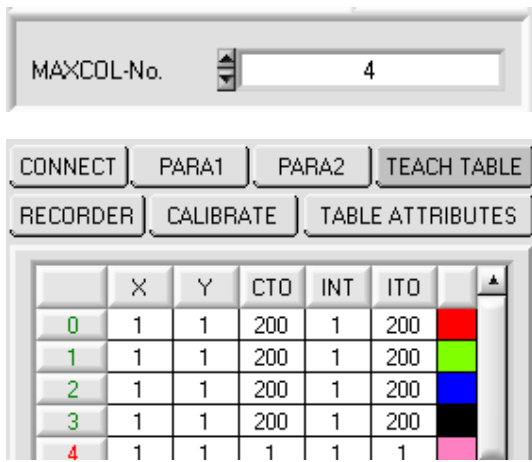 MAXCOL-No. 4
CONNECT PARA1 PARA2 TEACH TABLE
RECORDER CALIBRATE TABLE ATTRIBUTES
X Y CTO INT ITO
0 1 1 200 1 200
1 1 1 200 1 200
2 1 1 200 1 200
3 1 1 200 1 200
4 1 1 1 1 1